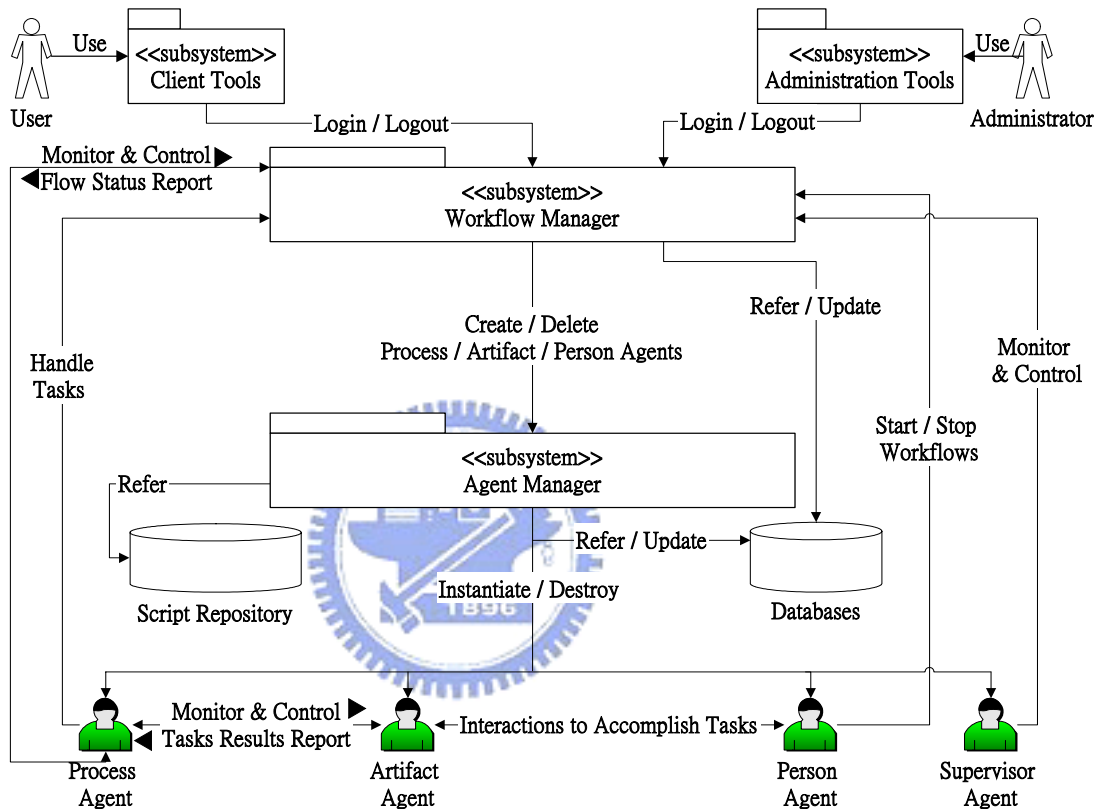 <<subsystem>>
Client Tools
<<subsystem>>
Administration Tools
Use
Use
User
Administrator
Login / Logout
Login / Logout
Monitor & Control
Flow Status Report
<<subsystem>>
Workflow Manager
Create / Delete
Process / Artifact / Person Agents
Refer / Update
Handle
Tasks
Monitor
& Control
Start / Stop
Workflows
<<subsystem>>
Agent Manager
Refer
Refer / Update
Instantiate / Destroy
1896
Script Repository
Databases
Monitor & Control
Tasks Results Report
Interactions to Accomplish Tasks
Process
Agent
Artifact
Agent
Person
Agent
Supervisor
Agent